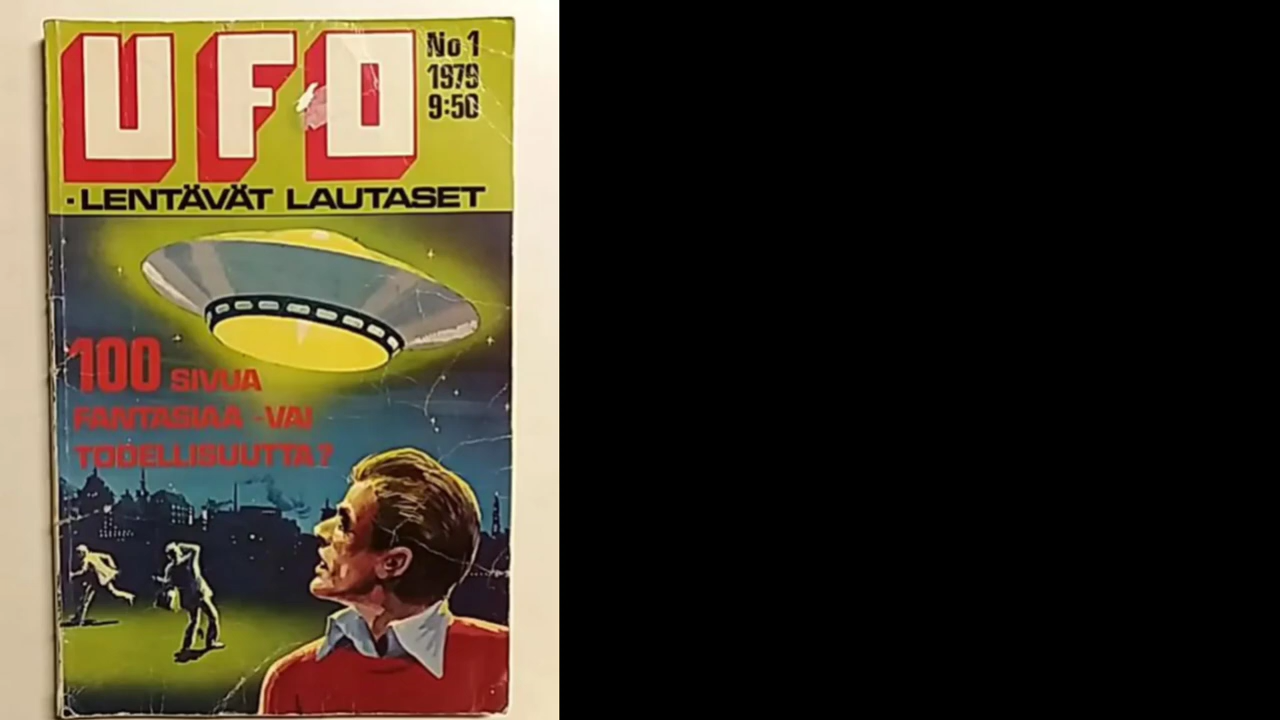 UFO
No 1
1979
9:50
-LENTÄVÄT LAUTASET
100 SIVUA
FANTASIAA -VAI
TODELLISUUTTA?